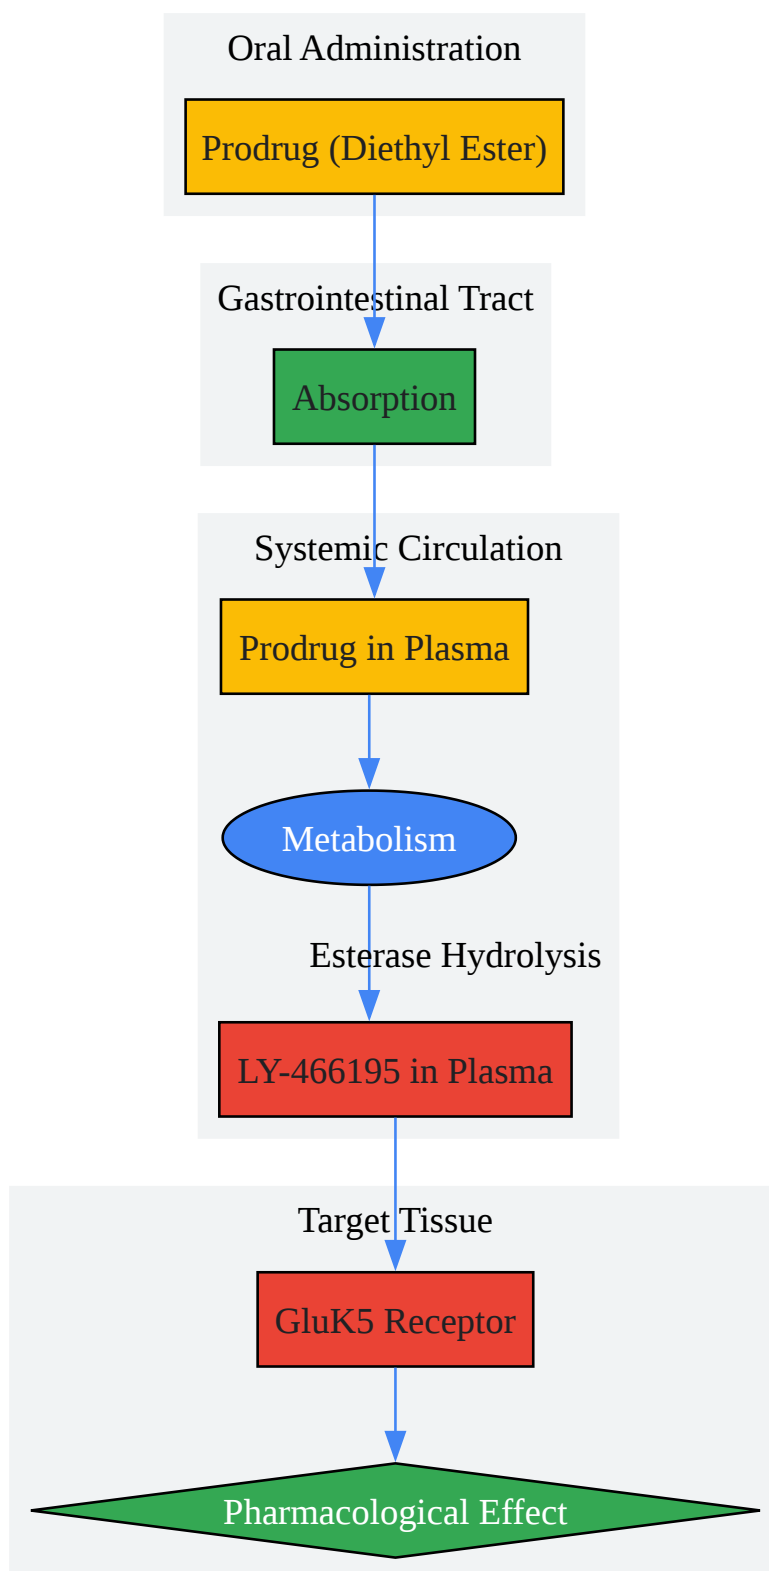 Oral Administration
Prodrug (Diethyl Ester)
Gastrointestinal Tract
Absorption
Systemic Circulation
Prodrug in Plasma
Metabolism
Esterase Hydrolysis
LY-466195 in Plasma
Target Tissue
GluK5 Receptor
Pharmacological Effect